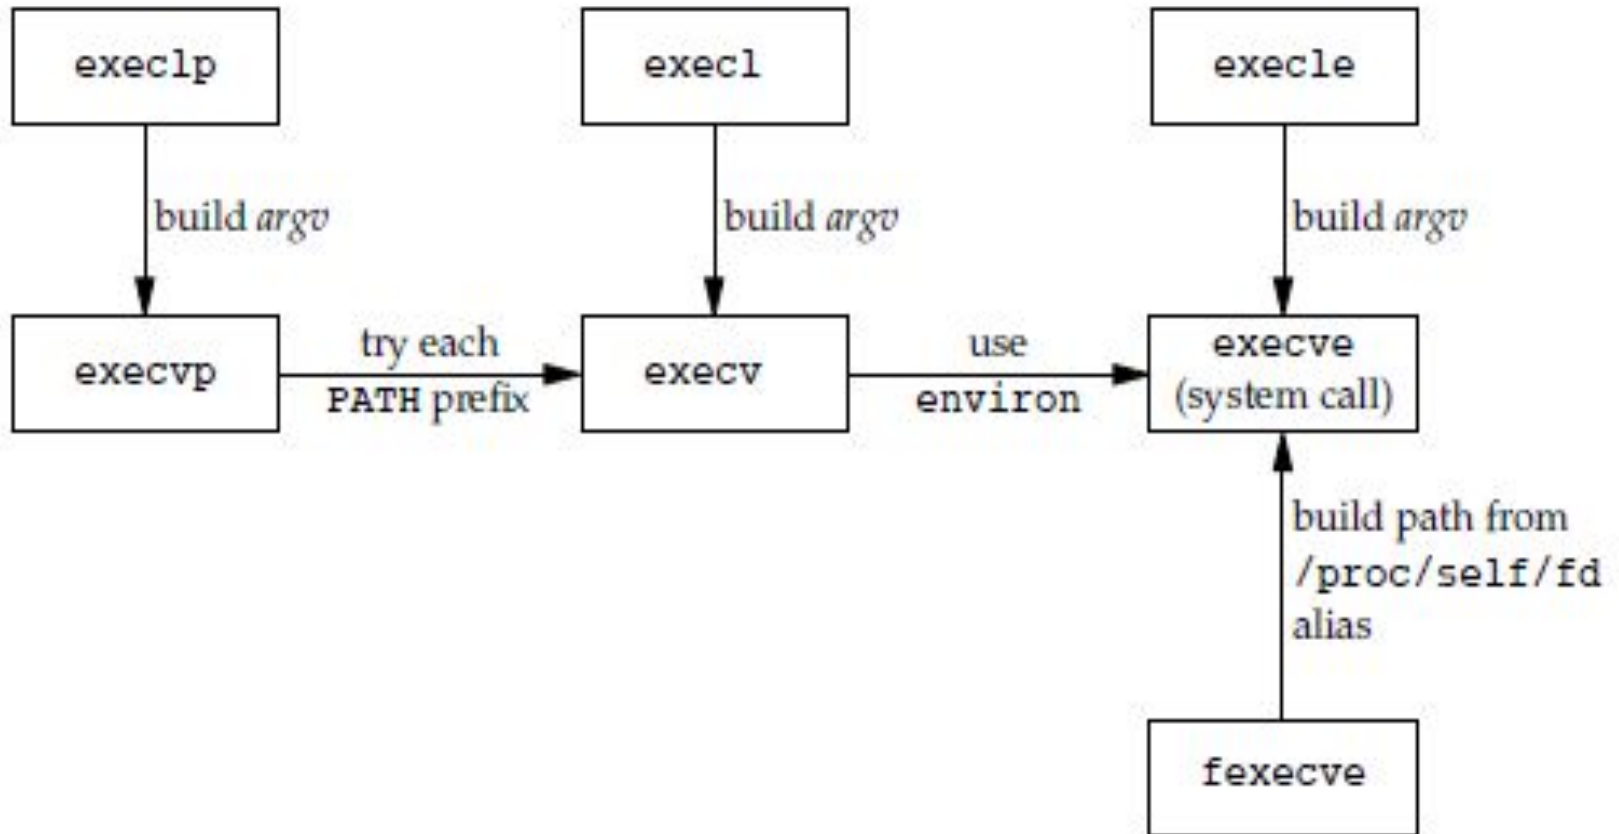 execlp
execl
execle
build argv
build argv
build argv
execvp
try each
PATH prefix
execv
use
environ
execve
(system call)
build path from
/proc/self/fd
alias
fexecve